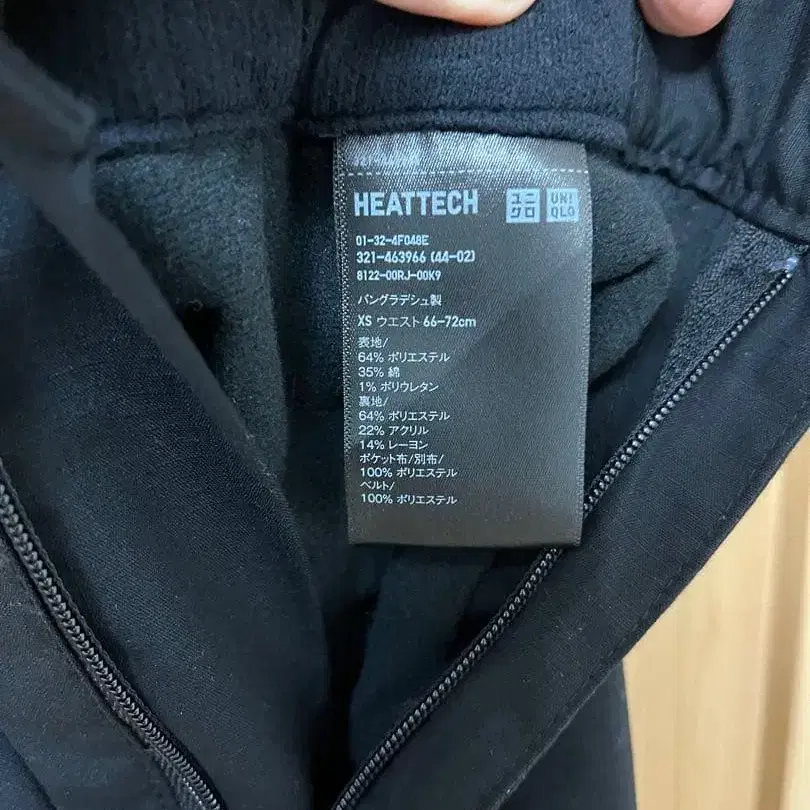 HEATTECH
ユニ
クロ
UNI
QLO
01-32-4F048E
321-463966 (44-02)
8122-00RJ-00K9
バングラデシュ製
XS ウエスト 66-72cm
表地/
64% ポリエステル
35% 綿
1% ポリウレタン
裏地/
64% ポリエステル
22% アクリル
14% レーヨン
ポケット布/別布/
100% ポリエステル
ベルト/
100% ポリエステル